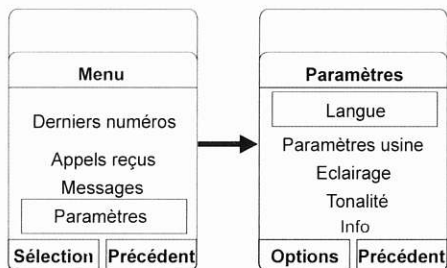 Menu
Derniers numéros
Appels reçus
Messages
Paramètres
Sélection Précédent
Paramètres
Langue
Paramètres usine
Eclairage
Tonalité
Info
Options Précédent